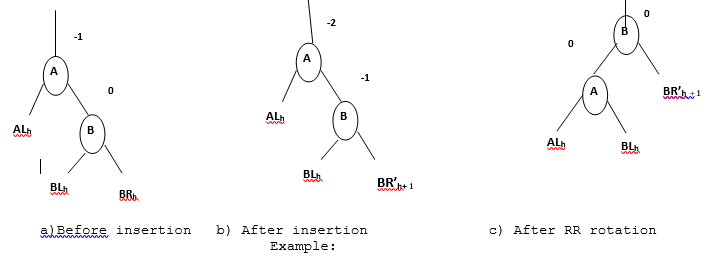 -1
A
0
ALh
B
BLh
BRh
a)Before insertion
-2
A
-1
ALh
B
BLh
BR'h+1
b) After insertion
Example:
0
B
0
A
BR'h+1
ALh
BLh
c) After RR rotation